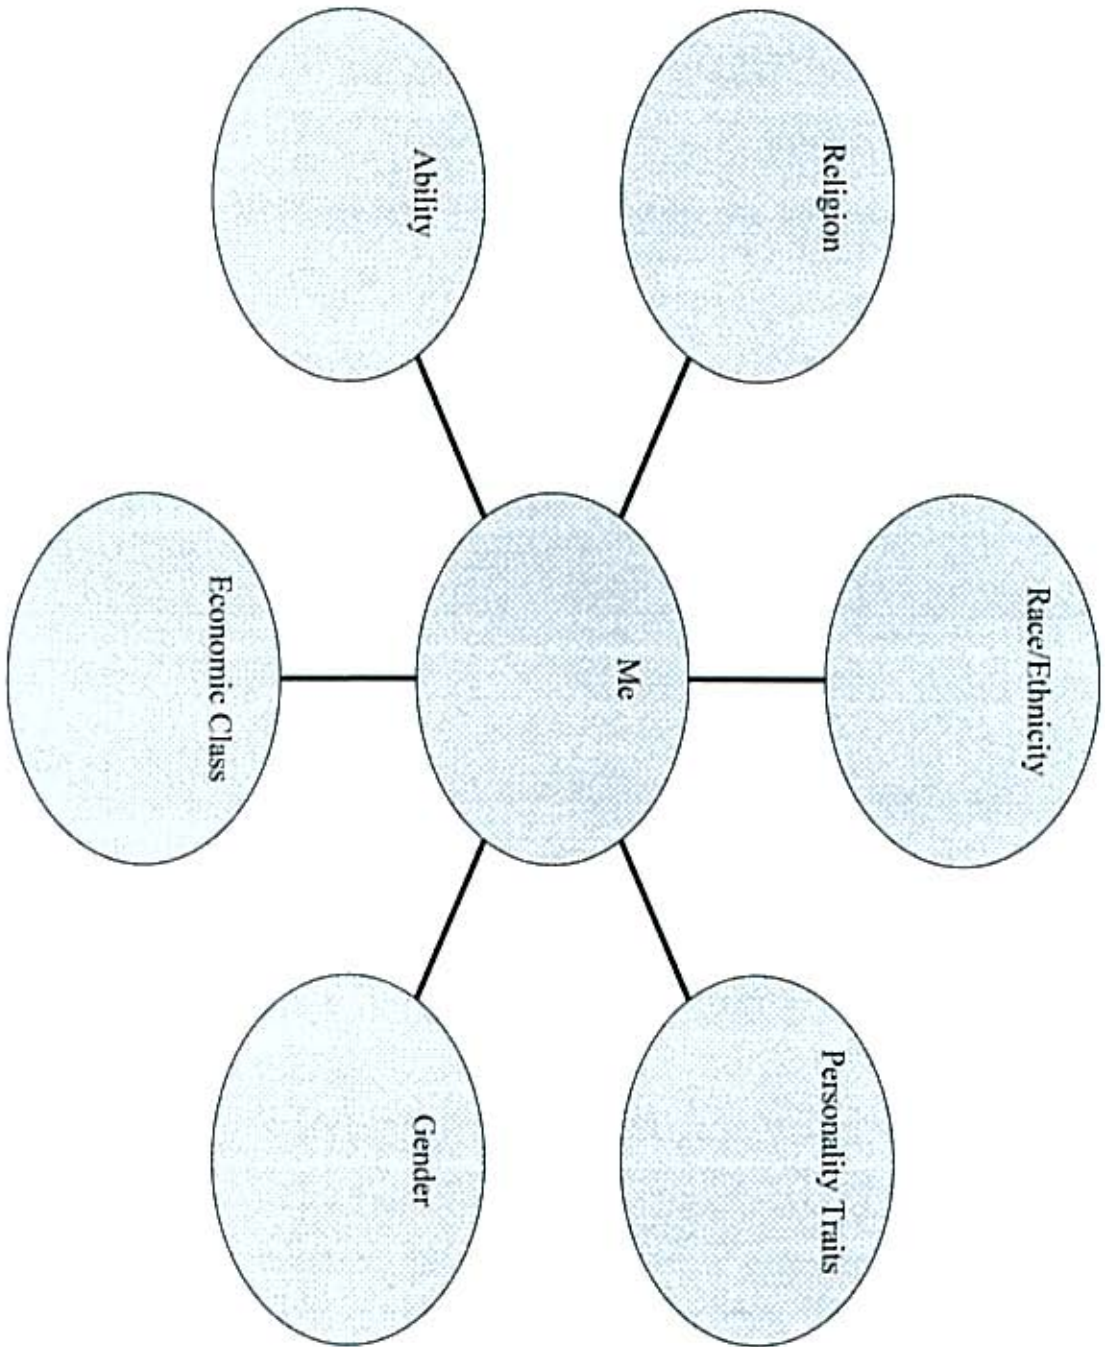 Race/Ethnicity
Religion
Personality Traits
Me
Ability
Gender
Economic Class